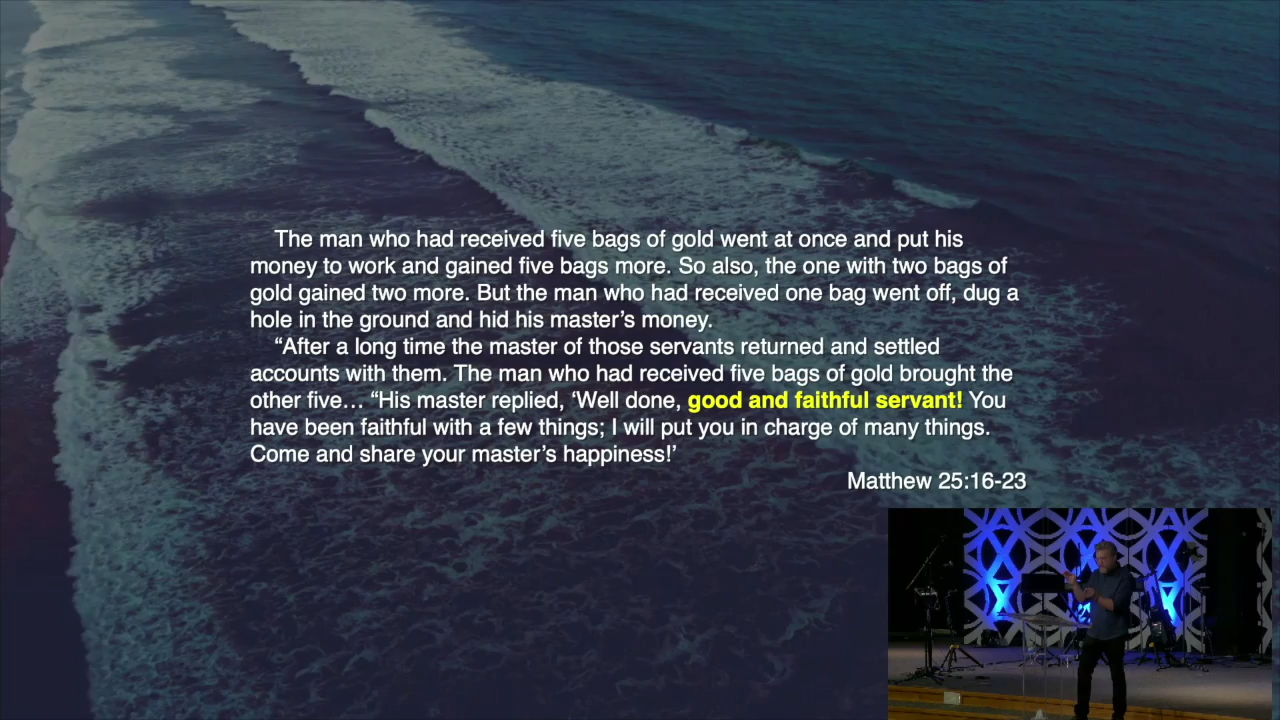 The man who had received five bags of gold went at once and put his
money to work and gained five bags more. So also, the one with two bags of
gold gained two more. But the man who had received one bag went off, dug a
hole in the ground and hid his master’s money.
“After a long time the master of those servants returned and settled
accounts with them. The man who had received five bags of gold brought the
other five… “His master replied, ‘Well done, good and faithful servant! You
have been faithful with a few things; I will put you in charge of many things.
Come and share your master’s happiness!’
Matthew 25:16-23